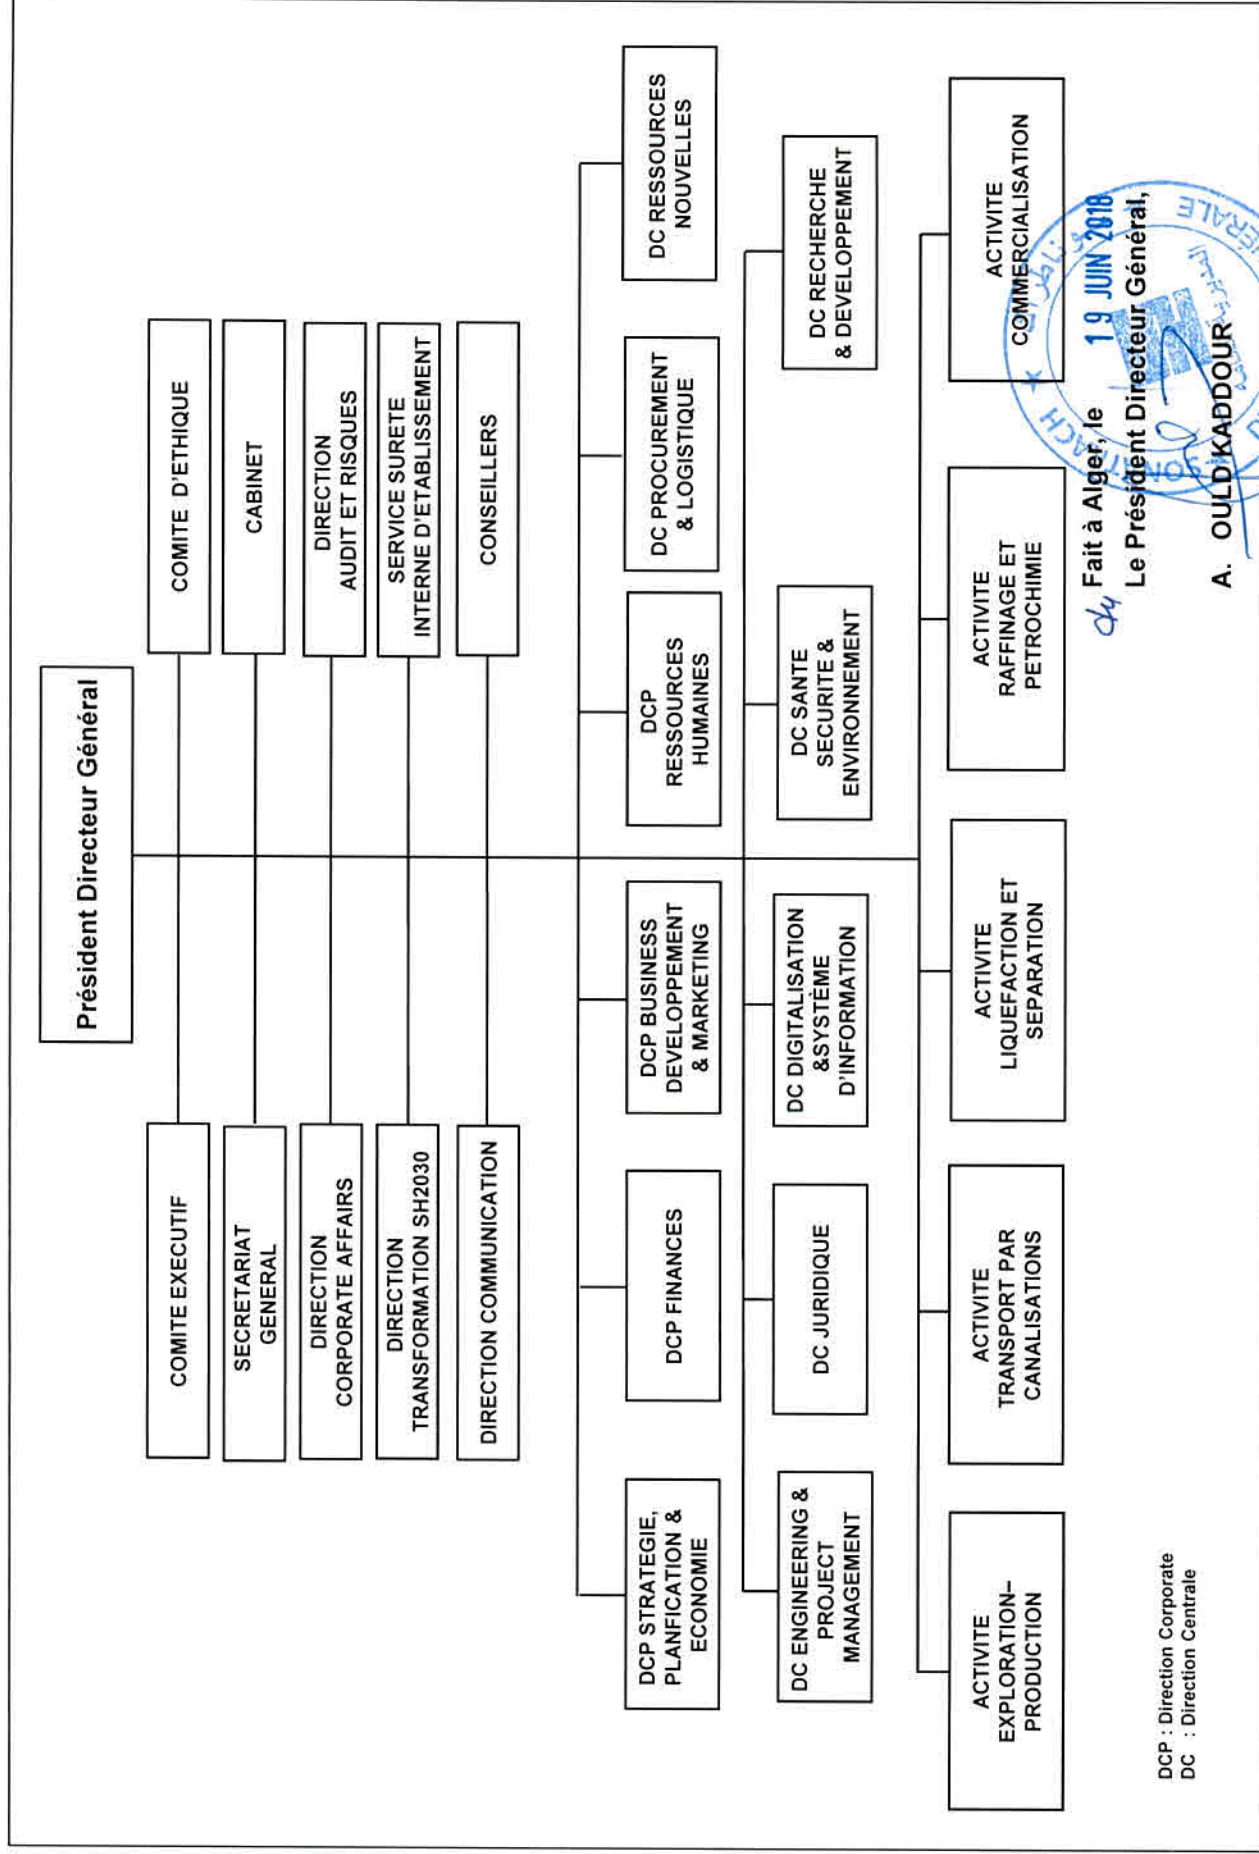 Président Directeur Général
COMITE EXECUTIF
COMITE D'ETHIQUE
SECRETARIAT
GENERAL
CABINET
DIRECTION
CORPORATE AFFAIRS
DIRECTION
AUDIT ET RISQUES
DIRECTION
TRANSFORMATION SH2030
SERVICE SURETE
INTERNE D'ETABLISSEMENT
DIRECTION COMMUNICATION
CONSEILLERS
DCP STRATEGIE,
PLANFICATION &
ECONOMIE
DCP FINANCES
DCP BUSINESS
DEVELOPPEMENT
& MARKETING
DCP
RESSOURCES
HUMAINES
DC PROCUREMENT
& LOGISTIQUE
DC RESSOURCES
NOUVELLES
DC ENGINEERING &
PROJECT
MANAGEMENT
DC JURIDIQUE
DC DIGITALISATION
&SYSTÈME
D'INFORMATION
DC SANTE
SECURITE &
ENVIRONNEMENT
DC RECHERCHE
& DEVELOPPEMENT
ACTIVITE
EXPLORATION–
PRODUCTION
ACTIVITE
TRANSPORT PAR
CANALISATIONS
ACTIVITE
LIQUEFACTION ET
SEPARATION
ACTIVITE
RAFFINAGE ET
PETROCHIMIE
ACTIVITE
COMMERCIALISATION
Fait à Alger, le 19 JUIN 2018
Le Président Directeur Général,
A. OULD KADDOUR
SONATRACH
DCP : Direction Corporate
DC : Direction Centrale